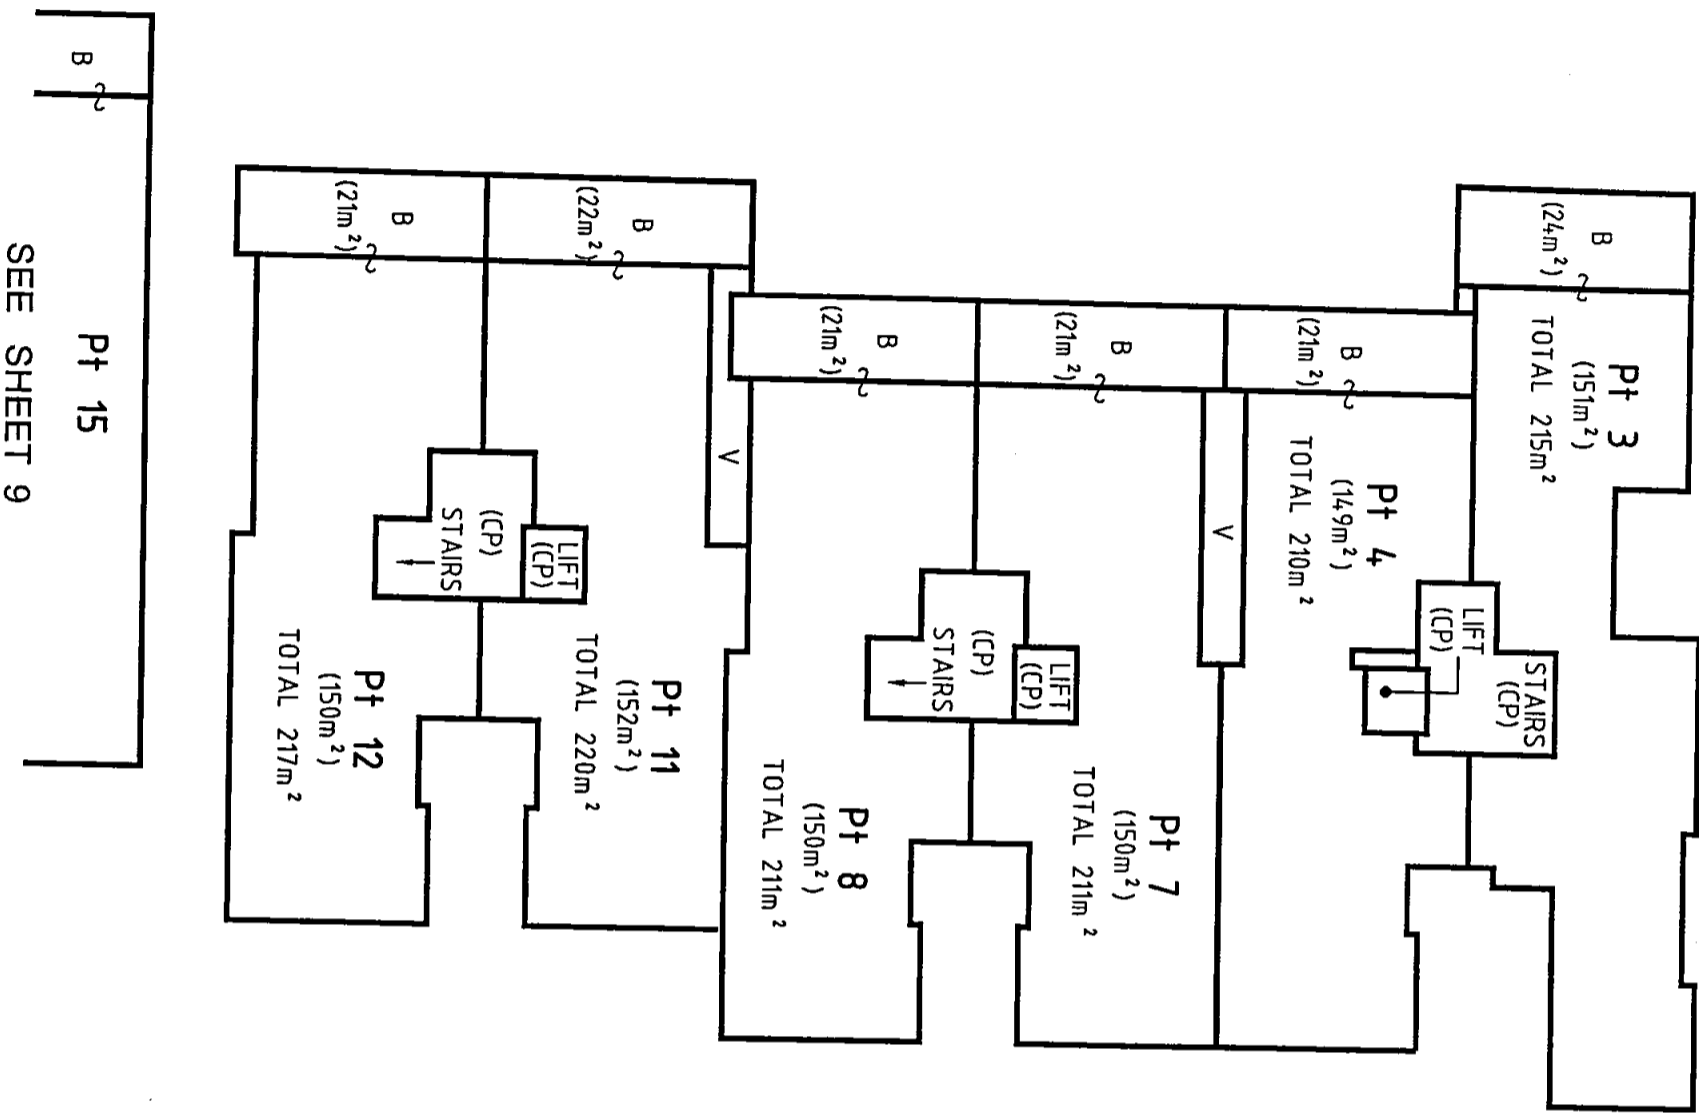 B
Pt 15
SEE SHEET 9
B
(21m²)
B
(22m²)
V
(CP)
STAIRS
LIFT
(CP)
Pt 12
(150m²)
TOTAL 217m²
Pt 11
(152m²)
TOTAL 220m²
B
(21m²)
B
(21m²)
B
(21m²)
V
(CP)
STAIRS
LIFT
(CP)
Pt 8
(150m²)
TOTAL 211m²
Pt 7
(150m²)
TOTAL 211m²
Pt 4
(149m²)
TOTAL 210m²
B
(24m²)
Pt 3
(151m²)
TOTAL 215m²
LIFT
(CP)
STAIRS
(CP)